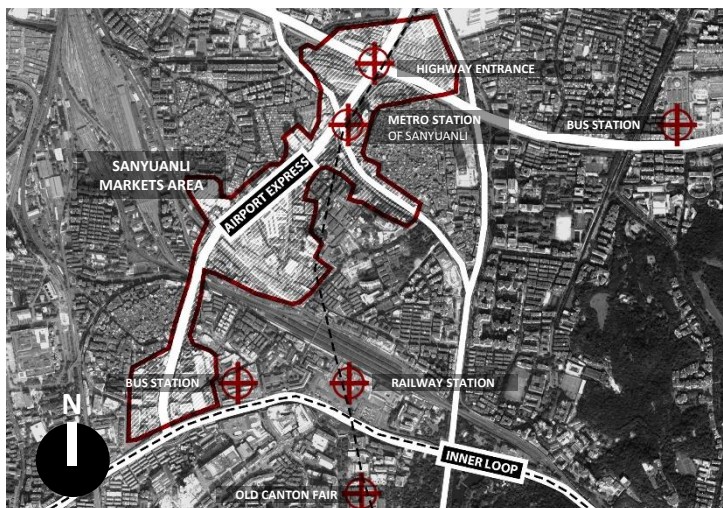 HIGHWAY ENTRANCE
METRO STATION
OF SANYUANLI
BUS STATION
SANYUANLI
MARKETS AREA
AIRPORT EXPRESS
BUS STATION
RAILWAY STATION
N
INNER LOOP
OLD CANTON FAIR